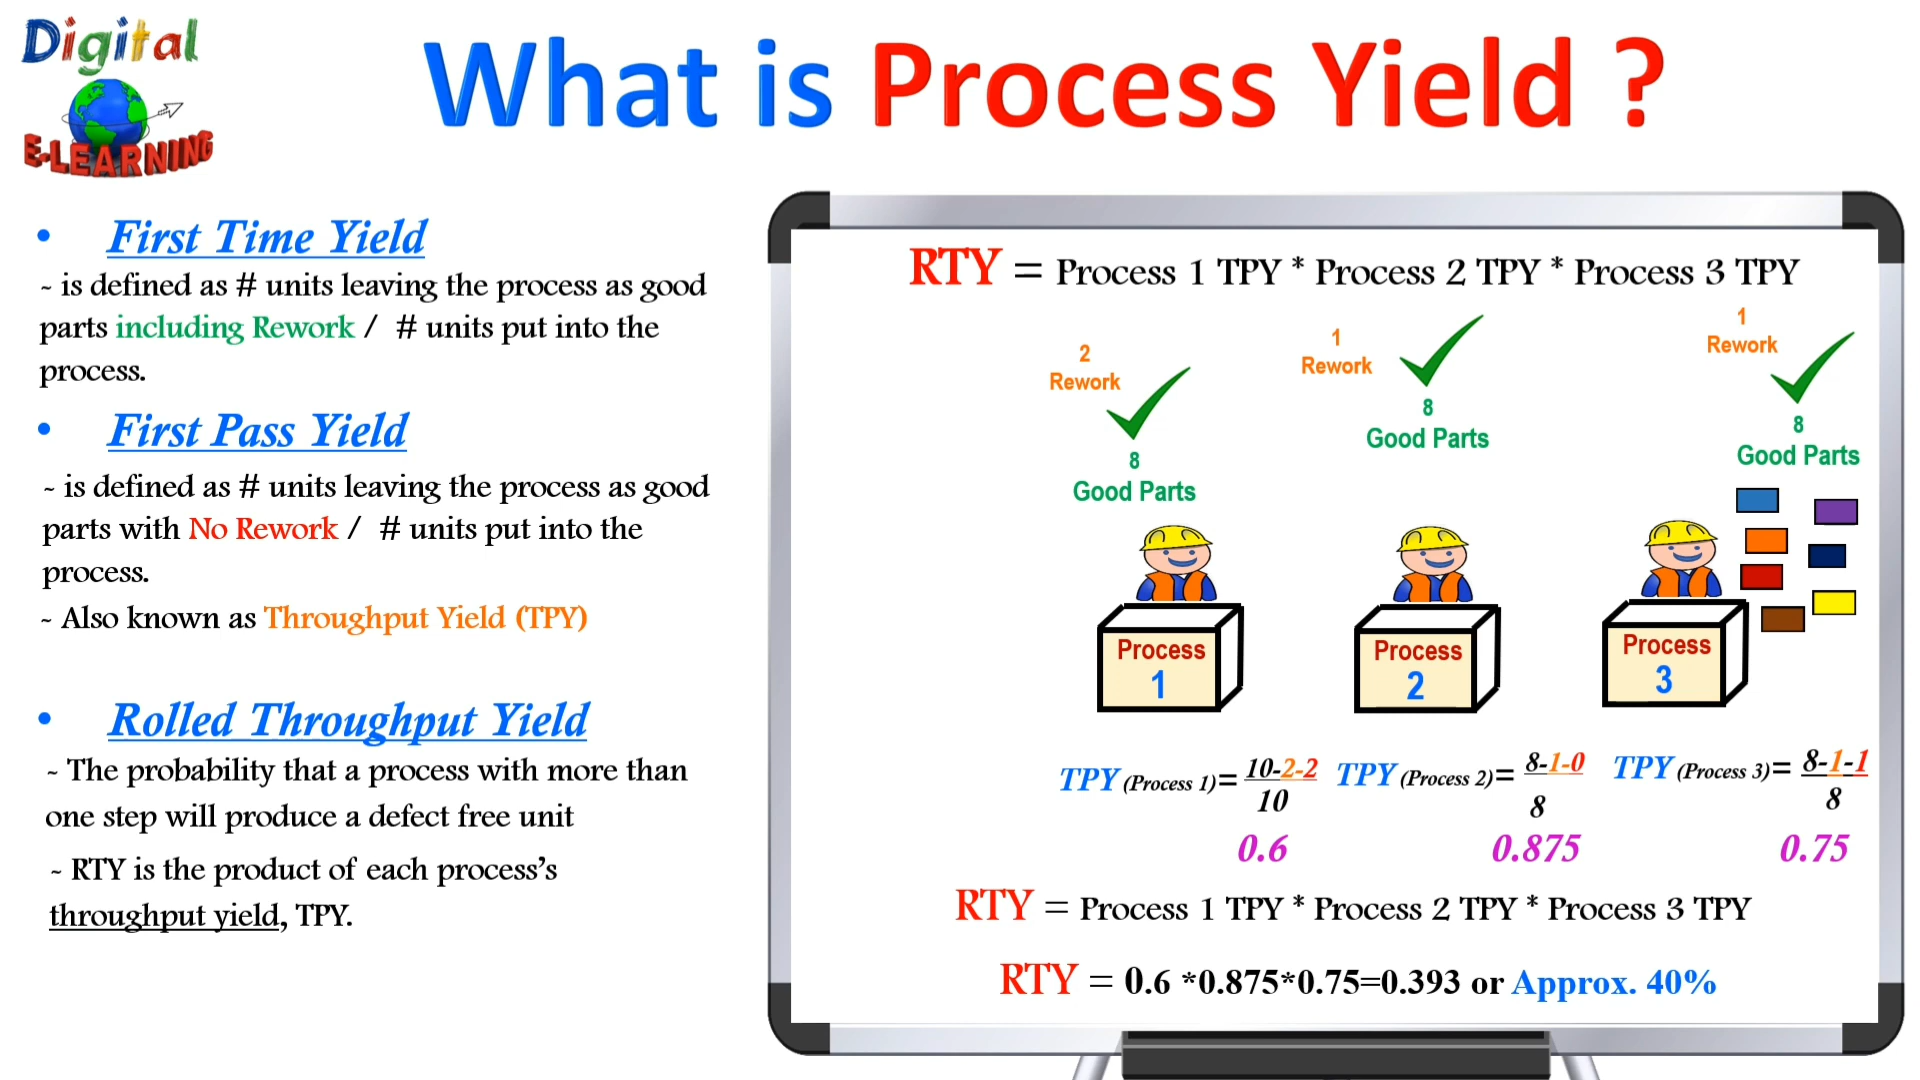 Digital
E-LEARNING
What is Process Yield ?
• First Time Yield
~ is defined as # units leaving the process as good
parts including Rework / # units put into the
process.
• First Pass Yield
~ is defined as # units leaving the process as good
parts with No Rework / # units put into the
process.
~ Also known as Throughput Yield (TPY)
• Rolled Throughput Yield
~ The probability that a process with more than
one step will produce a defect free unit
~ RTY is the product of each process’s
throughput yield, TPY.
RTY = Process 1 TPY * Process 2 TPY * Process 3 TPY
2
Rework
8
Good Parts
1
Rework
8
Good Parts
1
Rework
8
Good Parts
Process
1
Process
2
Process
3
TPY (Process 1)= 10-2-2
10
0.6
TPY (Process 2)= 8-1-0
8
0.875
TPY (Process 3)= 8-1-1
8
0.75
RTY = Process 1 TPY * Process 2 TPY * Process 3 TPY
RTY = 0.6 *0.875*0.75=0.393 or Approx. 40%